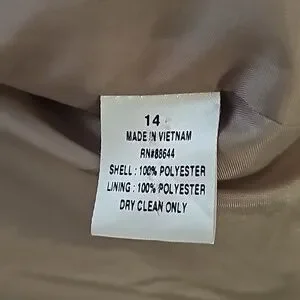 14
MADE IN VIETNAM
RN#88644
SHELL : 100% POLYESTER
LINING : 100% POLYESTER
DRY CLEAN ONLY